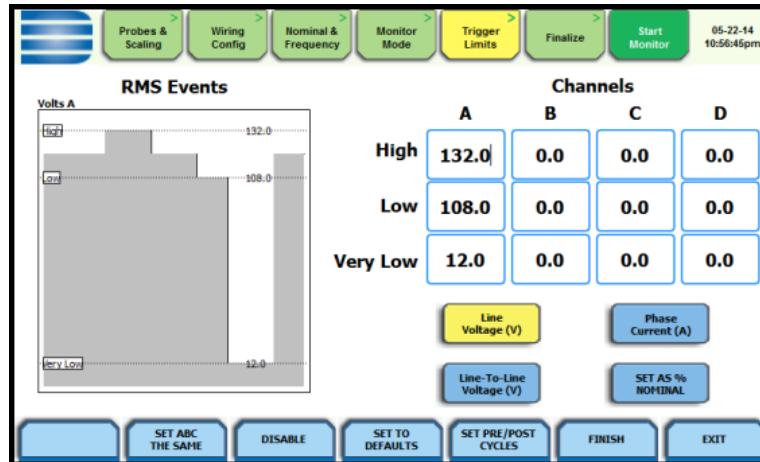 Probes &
Scaling
Wiring
Config
Nominal &
Frequency
Monitor
Mode
Trigger
Limits
Finalize
Start
Monitor
05-22-14
10:56:45pm
RMS Events
Volts A
High 132.0
Low 108.0
Very Low 12.0
Channels
A B C D
High 132.0 0.0 0.0 0.0
Low 108.0 0.0 0.0 0.0
Very Low 12.0 0.0 0.0 0.0
Line
Voltage (V)
Phase
Current (A)
Line-To-Line
Voltage (V)
SET AS %
NOMINAL
SET ABC
THE SAME
DISABLE
SET TO
DEFAULTS
SET PRE/POST
CYCLES
FINISH
EXIT